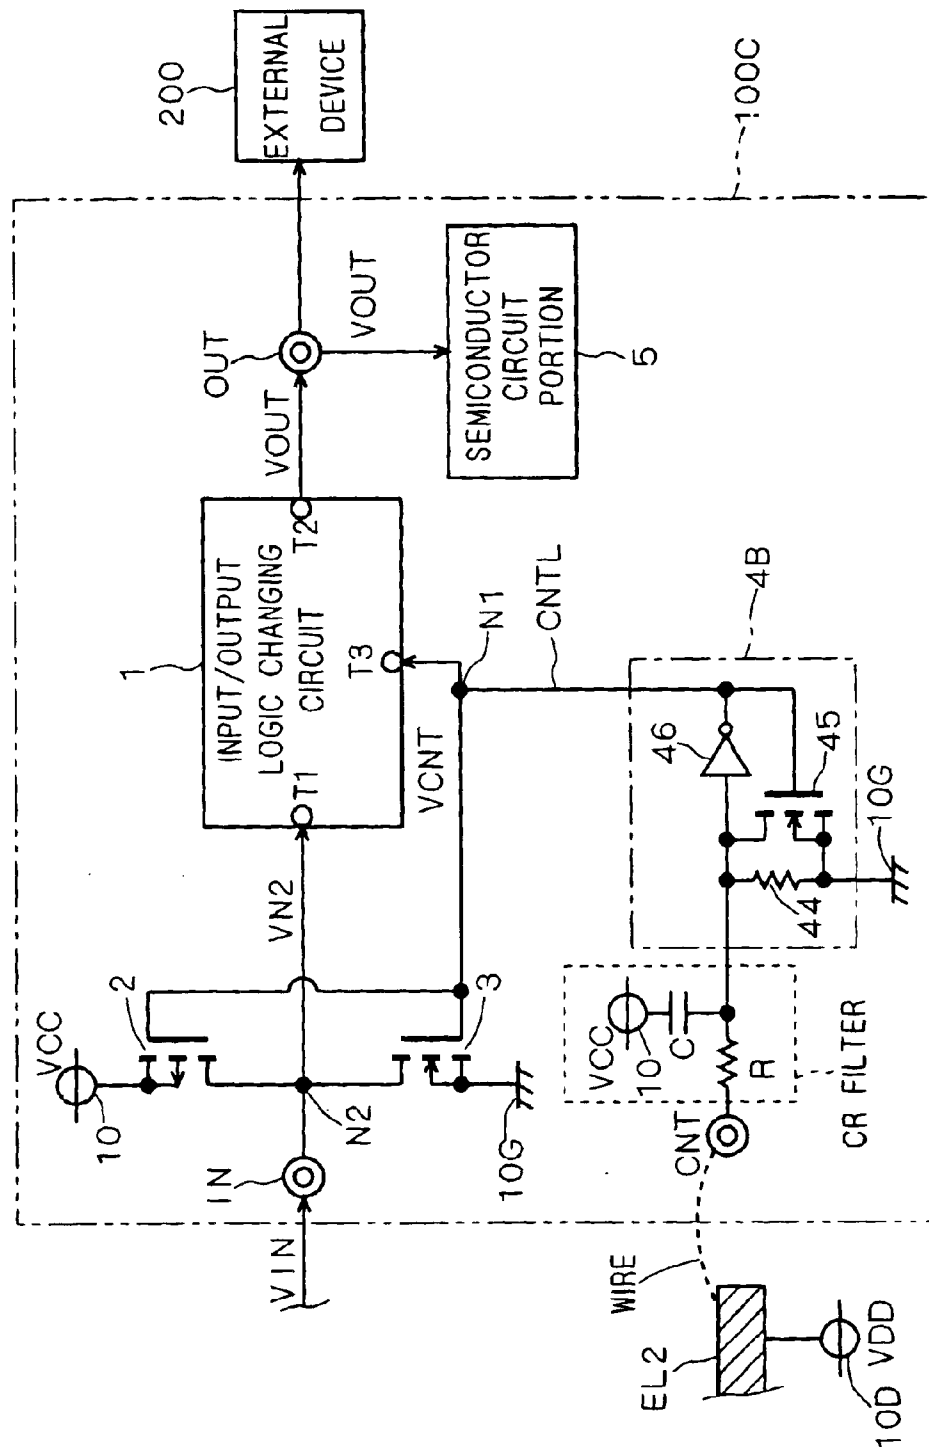 200
EXTERNAL
DEVICE
100C
OUT
VOUT
VOUT
SEMICONDUCTOR
CIRCUIT
PORTION
5
1
INPUT/OUTPUT
LOGIC CHANGING
CIRCUIT
T1
T2
T3
VN2
VCNT
N1
CNTL
4B
46
45
44
10G
VCC
10
2
3
N2
10G
IN
VIN
VCC
10
C
R
CR FILTER
CNT
WIRE
EL2
10D
VDD